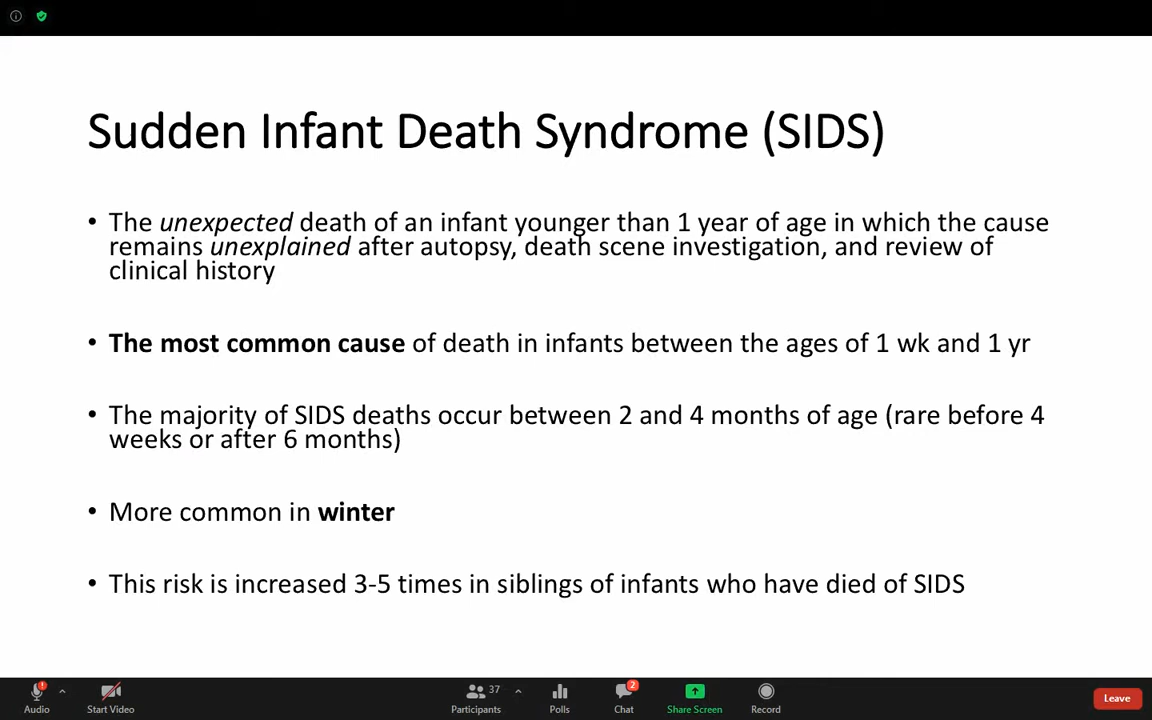 Sudden Infant Death Syndrome (SIDS)
• The unexpected death of an infant younger than 1 year of age in which the cause
remains unexplained after autopsy, death scene investigation, and review of
clinical history
• The most common cause of death in infants between the ages of 1 wk and 1 yr
• The majority of SIDS deaths occur between 2 and 4 months of age (rare before 4
weeks or after 6 months)
• More common in winter
• This risk is increased 3-5 times in siblings of infants who have died of SIDS
37
2
Audio
Start Video
Participants
Polls
Chat
Share Screen
Record
Leave